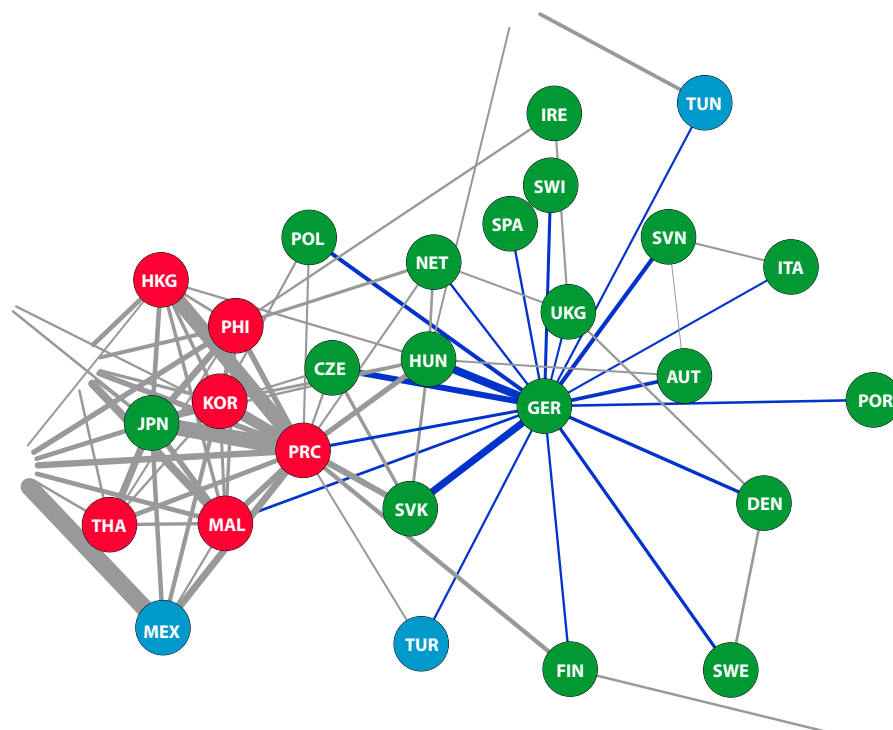 TUN
IRE
SWI
SPA
POL
SVN
NET
ITA
HKG
PHI
UKG
HUN
CZE
AUT
KOR
GER
POR
JPN
PRC
DEN
SVK
THA
MAL
MEX
TUR
FIN
SWE